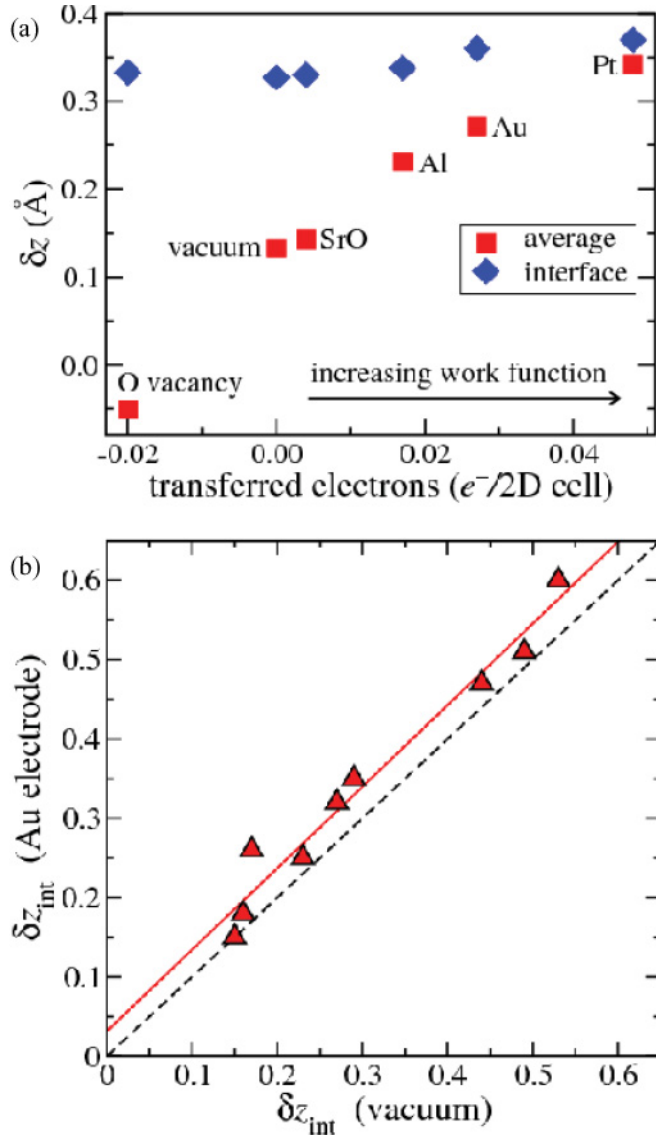 (a)
0.4
0.3
0.2
0.1
0.0
δz (Å)
Pt
Au
Al
vacuum
SrO
average
interface
O vacancy
increasing work function
-0.02
0.00
0.02
0.04
transferred electrons (e⁻/2D cell)
(b)
0.6
0.5
0.4
0.3
0.2
0.1
0
δz_int (Au electrode)
0.1
0.2
0.3
0.4
0.5
0.6
δz_int (vacuum)